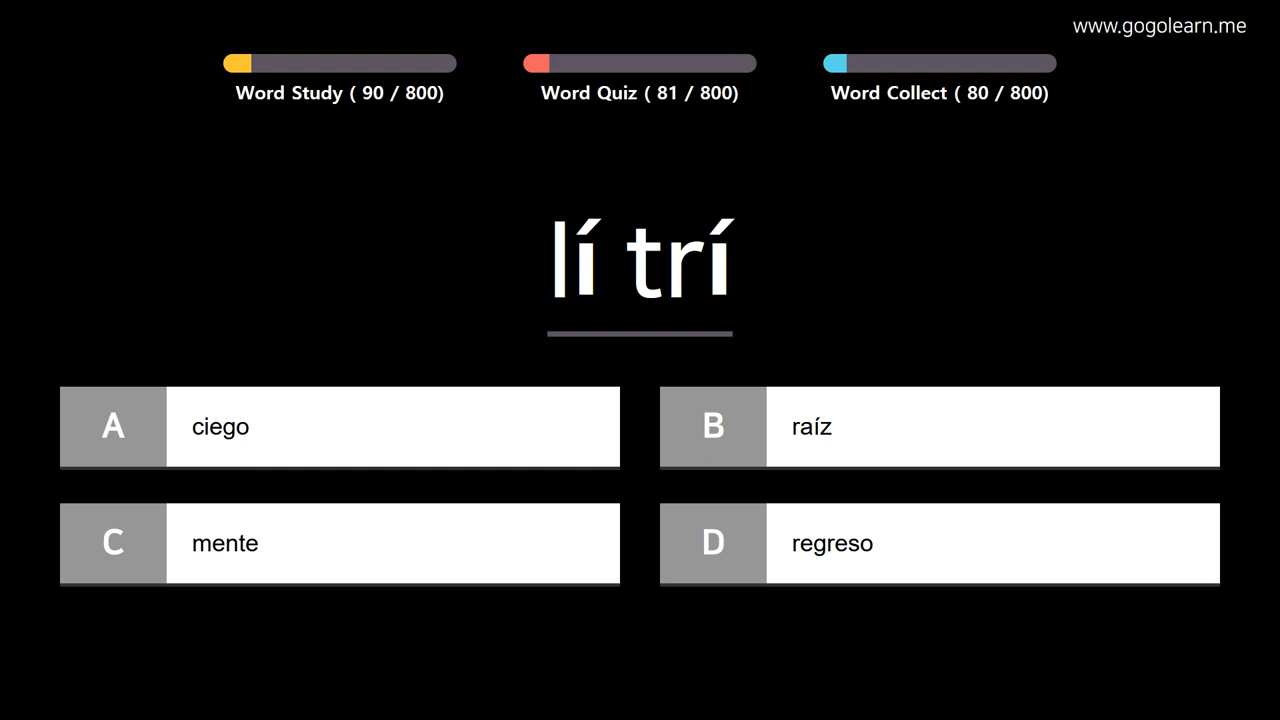 www.gogolearn.me
Word Study ( 90 / 800)
Word Quiz ( 81 / 800)
Word Collect ( 80 / 800)
lí trí
A ciego
B raíz
C mente
D regreso